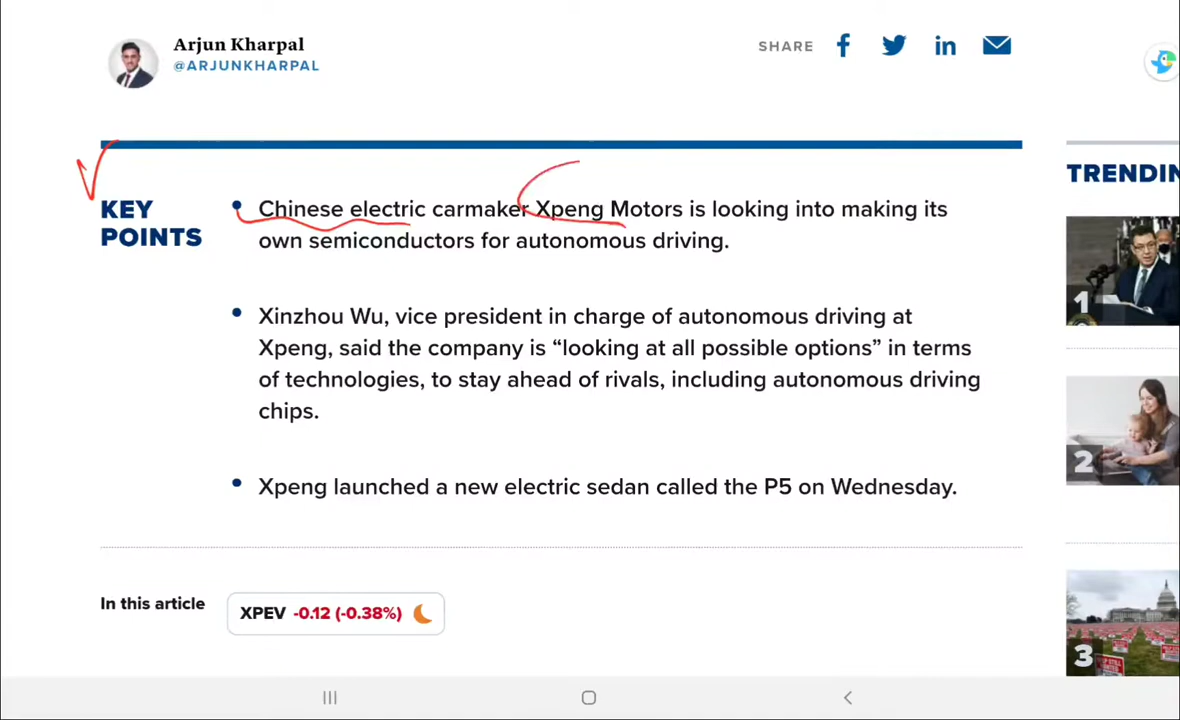 Arjun Kharpal
@ARJUNKHARPAL
SHARE
KEY
POINTS
Chinese electric carmaker Xpeng Motors is looking into making its
own semiconductors for autonomous driving.
Xinzhou Wu, vice president in charge of autonomous driving at
Xpeng, said the company is “looking at all possible options” in terms
of technologies, to stay ahead of rivals, including autonomous driving
chips.
Xpeng launched a new electric sedan called the P5 on Wednesday.
In this article
XPEV -0.12 (-0.38%)
TRENDIN
1
2
3